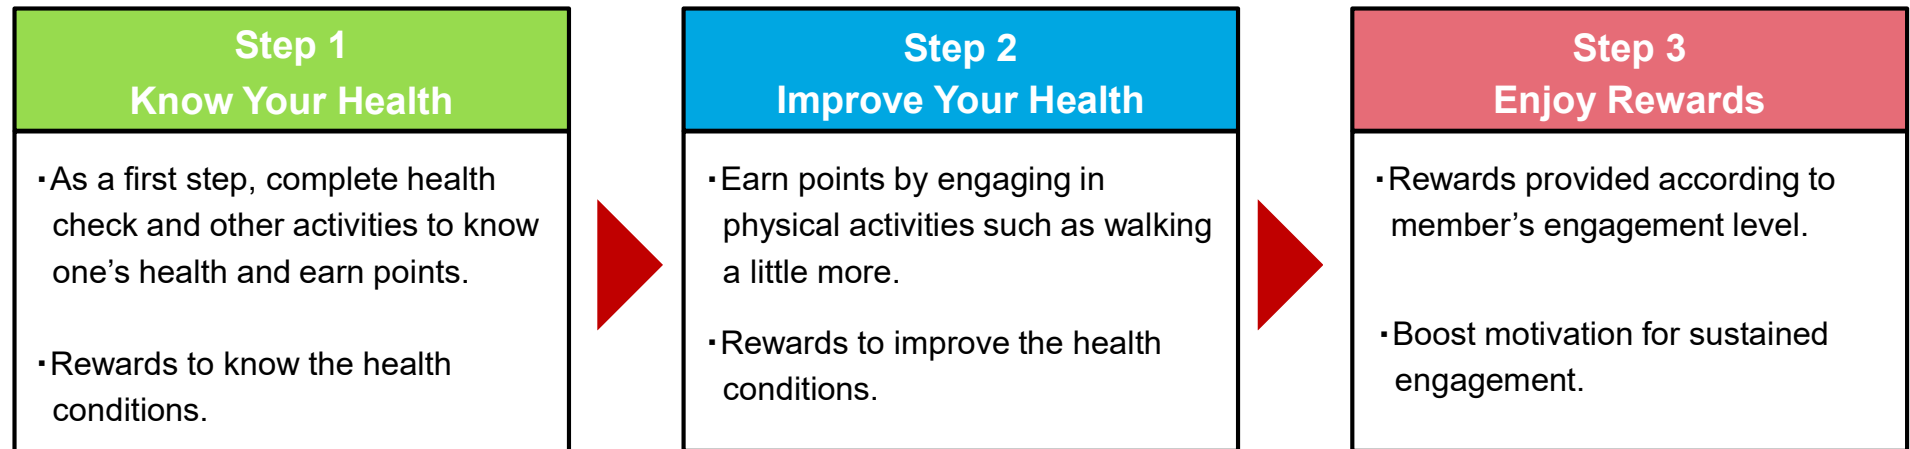 Step 1
Know Your Health
・As a first step, complete health
check and other activities to know
one's health and earn points.
・Rewards to know the health
conditions.
Step 2
Improve Your Health
・Earn points by engaging in
physical activities such as walking
a little more.
・Rewards to improve the health
conditions.
Step 3
Enjoy Rewards
・Rewards provided according to
member's engagement level.
・Boost motivation for sustained
engagement.